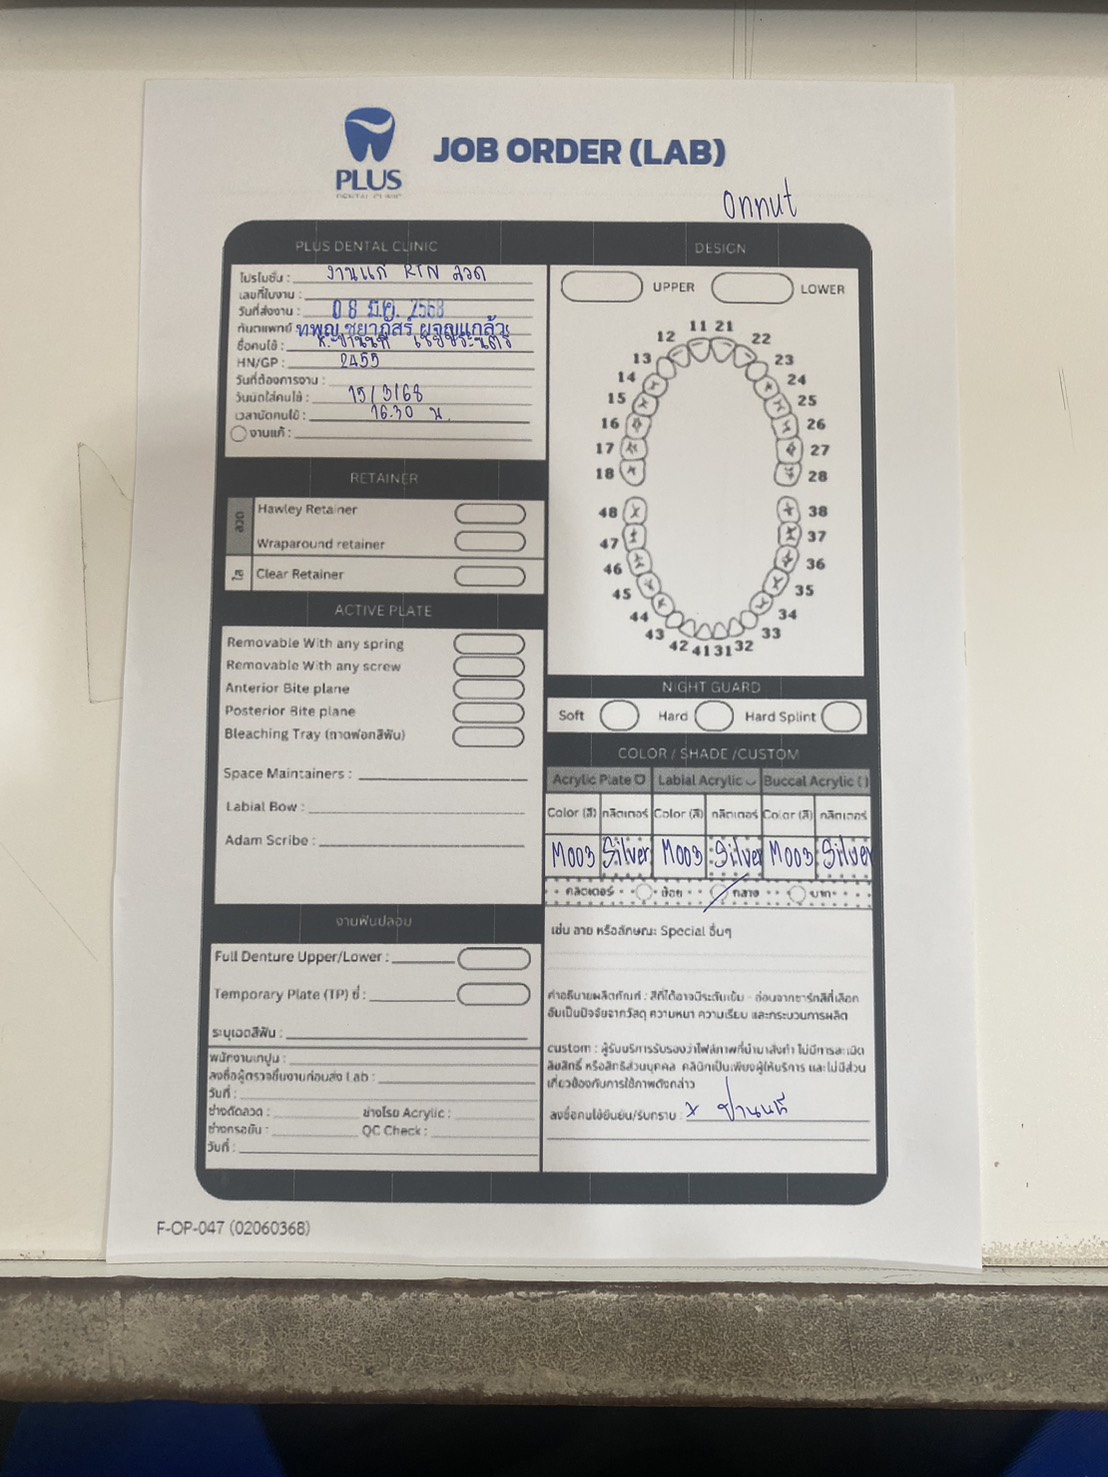 PLUS
DENTAL CLINIC
JOB ORDER (LAB)
onnut
PLUS DENTAL CLINIC
โปรโมชั่น : งานแก้ RTN ลวด
เลขที่ใบงาน :
วันที่ส่งงาน : 08 มี.ค. 2568
ทันตแพทย์ ทพญ.ชยาภัสร์ ผจญแกล้ว
ชื่อคนไข้ :
HN/GP : 2455
วันที่ต้องการงาน :
วันนัดใส่คนไข้ : 15/3/68
เวลานัดคนไข้ : 16.30 น.
งานแก้ :
RETAINER
ลวด
Hawley Retainer
Wraparound retainer
ใส
Clear Retainer
ACTIVE PLATE
Removable With any spring
Removable With any screw
Anterior Bite plane
Posterior Bite plane
Bleaching Tray (ถาดฟอกสีฟัน)
Space Maintainers :
Labial Bow :
Adam Scribe :
งานฟันปลอม
Full Denture Upper/Lower :
Temporary Plate (TP) ซี่ :
ระบุเฉดสีฟัน :
พนักงานเทปูน :
ลงชื่อผู้ตรวจชิ้นงานก่อนส่ง Lab :
วันที่ :
ช่างดัดลวด : ช่างโรย Acrylic :
ช่างกรอขัน : QC Check :
วันที่ :
DESIGN
UPPER LOWER
11 21
12 22
13 23
14 24
15 25
16 26
17 27
18 28
48 38
47 37
46 36
45 35
44 34
43 33
42 41 31 32
NIGHT GUARD
Soft Hard Hard Splint
COLOR / SHADE /CUSTOM
Acrylic Plate Labial Acrylic Buccal Acrylic ( )
Color (สี) กลิตเตอร์ Color (สี) กลิตเตอร์ Color (สี) กลิตเตอร์
M003 Silver M003 Silver M003 Silver
กลิตเตอร์ น้อย กลาง มาก
เช่น ลาย หรือลักษณะ Special อื่นๆ
คำอธิบายผลิตภัณฑ์ : สีที่ได้อาจมีระดับเข้ม - อ่อนจากชาร์ทสีที่เลือก
อันเป็นปัจจัยจากวัสดุ ความหนา ความเรียบ และกระบวนการผลิต
custom : ผู้รับบริการรับรองว่าไฟล์ภาพที่นำมาสั่งทำ ไม่มีการละเมิด
ลิขสิทธิ์ หรือสิทธิส่วนบุคคล คลินิกเป็นเพียงผู้ให้บริการ และไม่มีส่วน
เกี่ยวข้องกับการใช้ภาพดังกล่าว
ลงชื่อคนไข้ยืนยัน/รับทราบ : x ปานนที
F-OP-047 (02060368)